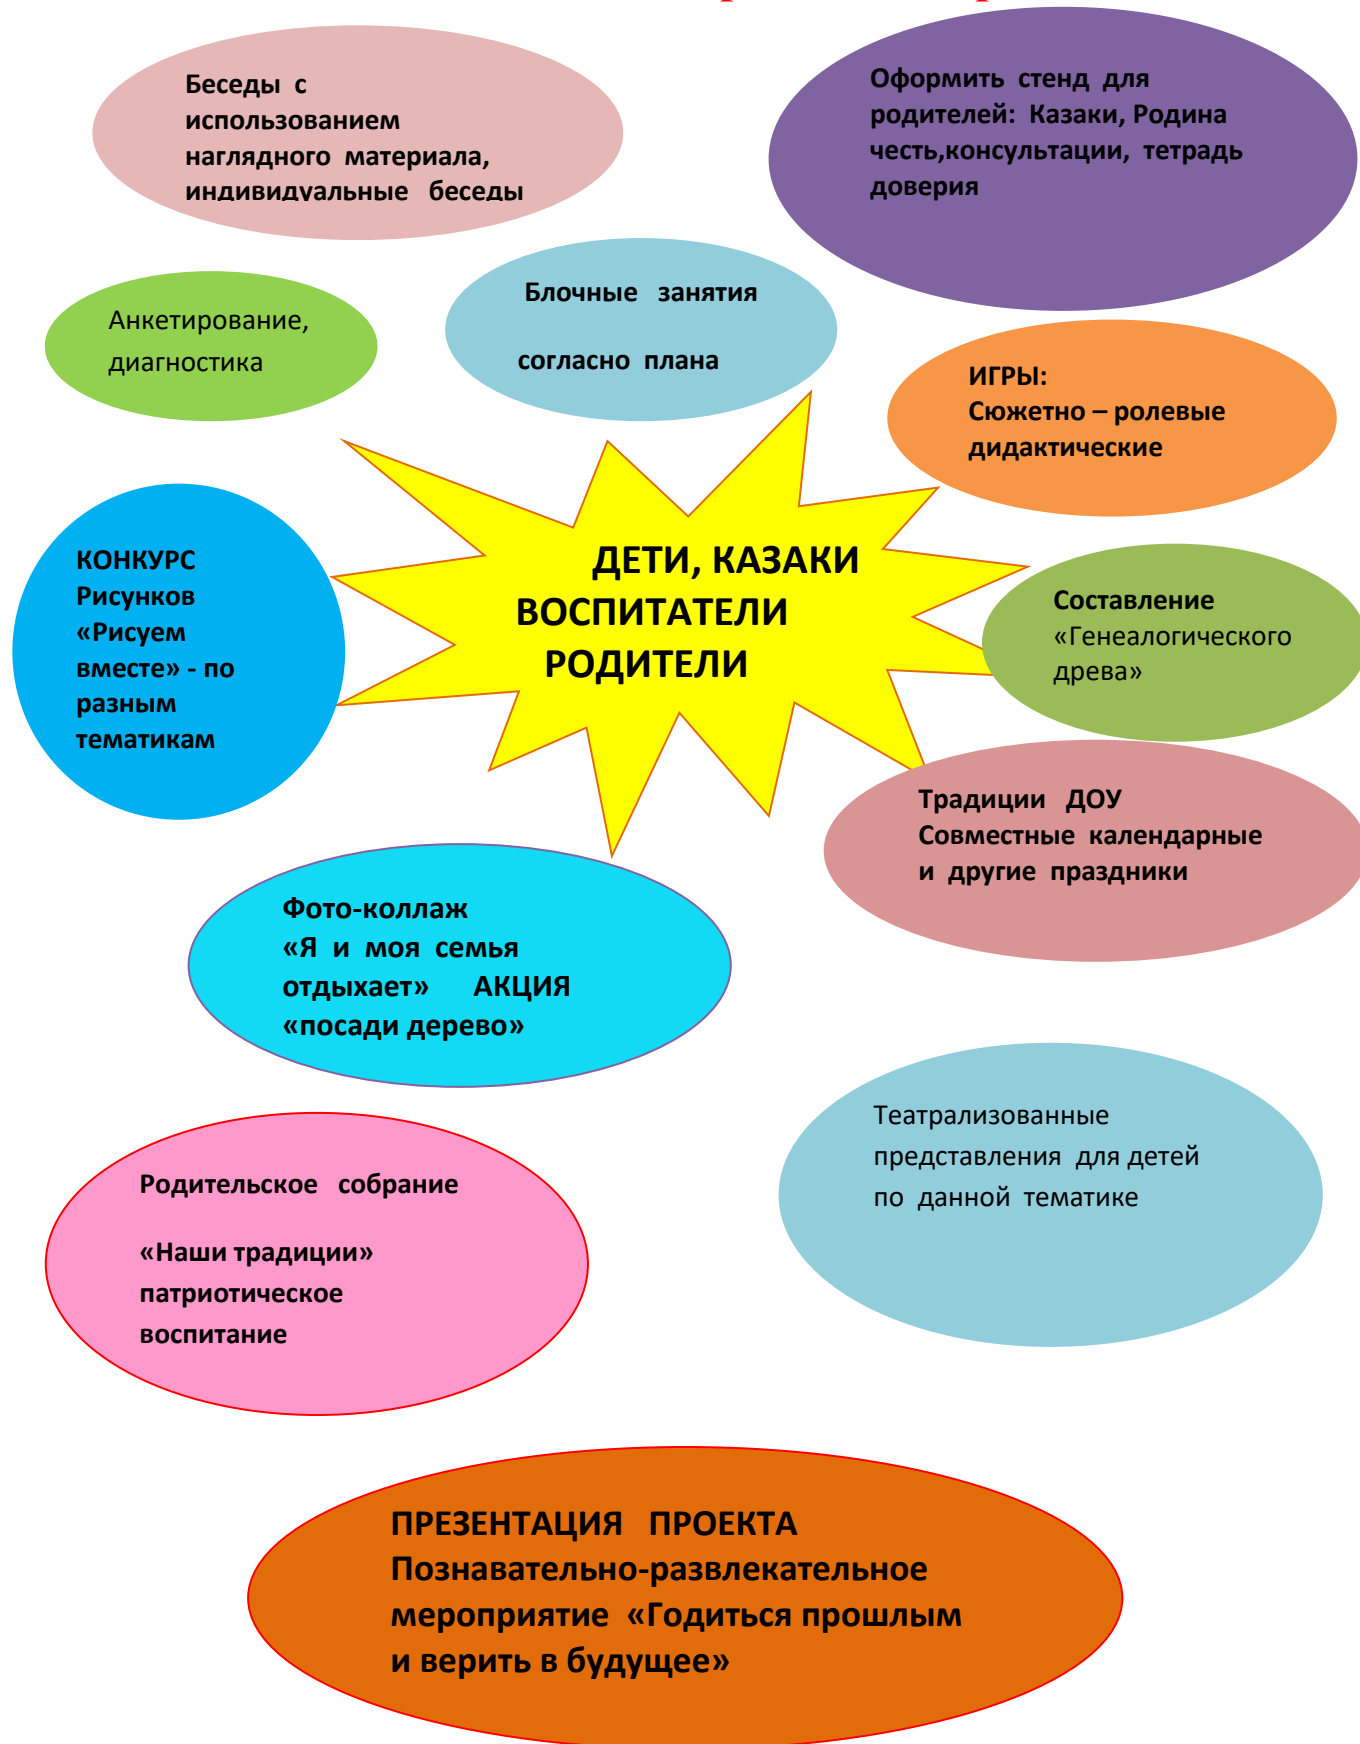 Беседы с
использованием
наглядного материала,
индивидуальные беседы
Оформить стенд для
родителей: Казаки, Родина
честь,консультации, тетрадь
доверия
Блочные занятия
согласно плана
Анкетирование,
диагностика
ИГРЫ:
Сюжетно – ролевые
дидактические
ДЕТИ, КАЗАКИ
ВОСПИТАТЕЛИ
РОДИТЕЛИ
КОНКУРС
Рисунков
«Рисуем
вместе» - по
разным
тематикам
Составление
«Генеалогического
древа»
Традиции ДОУ
Совместные календарные
и другие праздники
Фото-коллаж
«Я и моя семья
отдыхает» АКЦИЯ
«посади дерево»
Театрализованные
представления для детей
по данной тематике
Родительское собрание
«Наши традиции»
патриотическое
воспитание
ПРЕЗЕНТАЦИЯ ПРОЕКТА
Познавательно-развлекательное
мероприятие «Годиться прошлым
и верить в будущее»